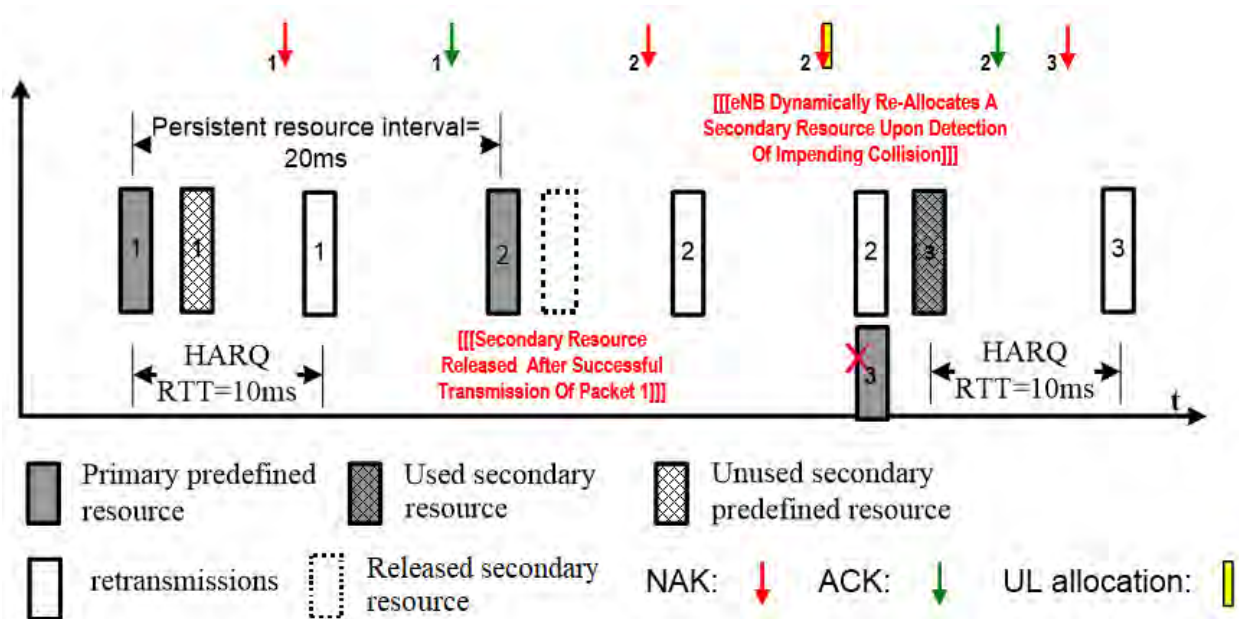 1
1
2
2
2
3
[[[eNB Dynamically Re-Allocates A
Secondary Resource Upon Detection
Of Impending Collision]]]
Persistent resource interval=
20ms
1
1
1
2
2
2
3
3
[[[Secondary Resource
Released After Successful
Transmission Of Packet 1]]]
3
HARQ
RTT=10ms
HARQ
RTT=10ms
t
Primary predefined
resource
Used secondary
resource
Unused secondary
predefined resource
retransmissions
Released secondary
resource
NAK:
ACK:
UL allocation: